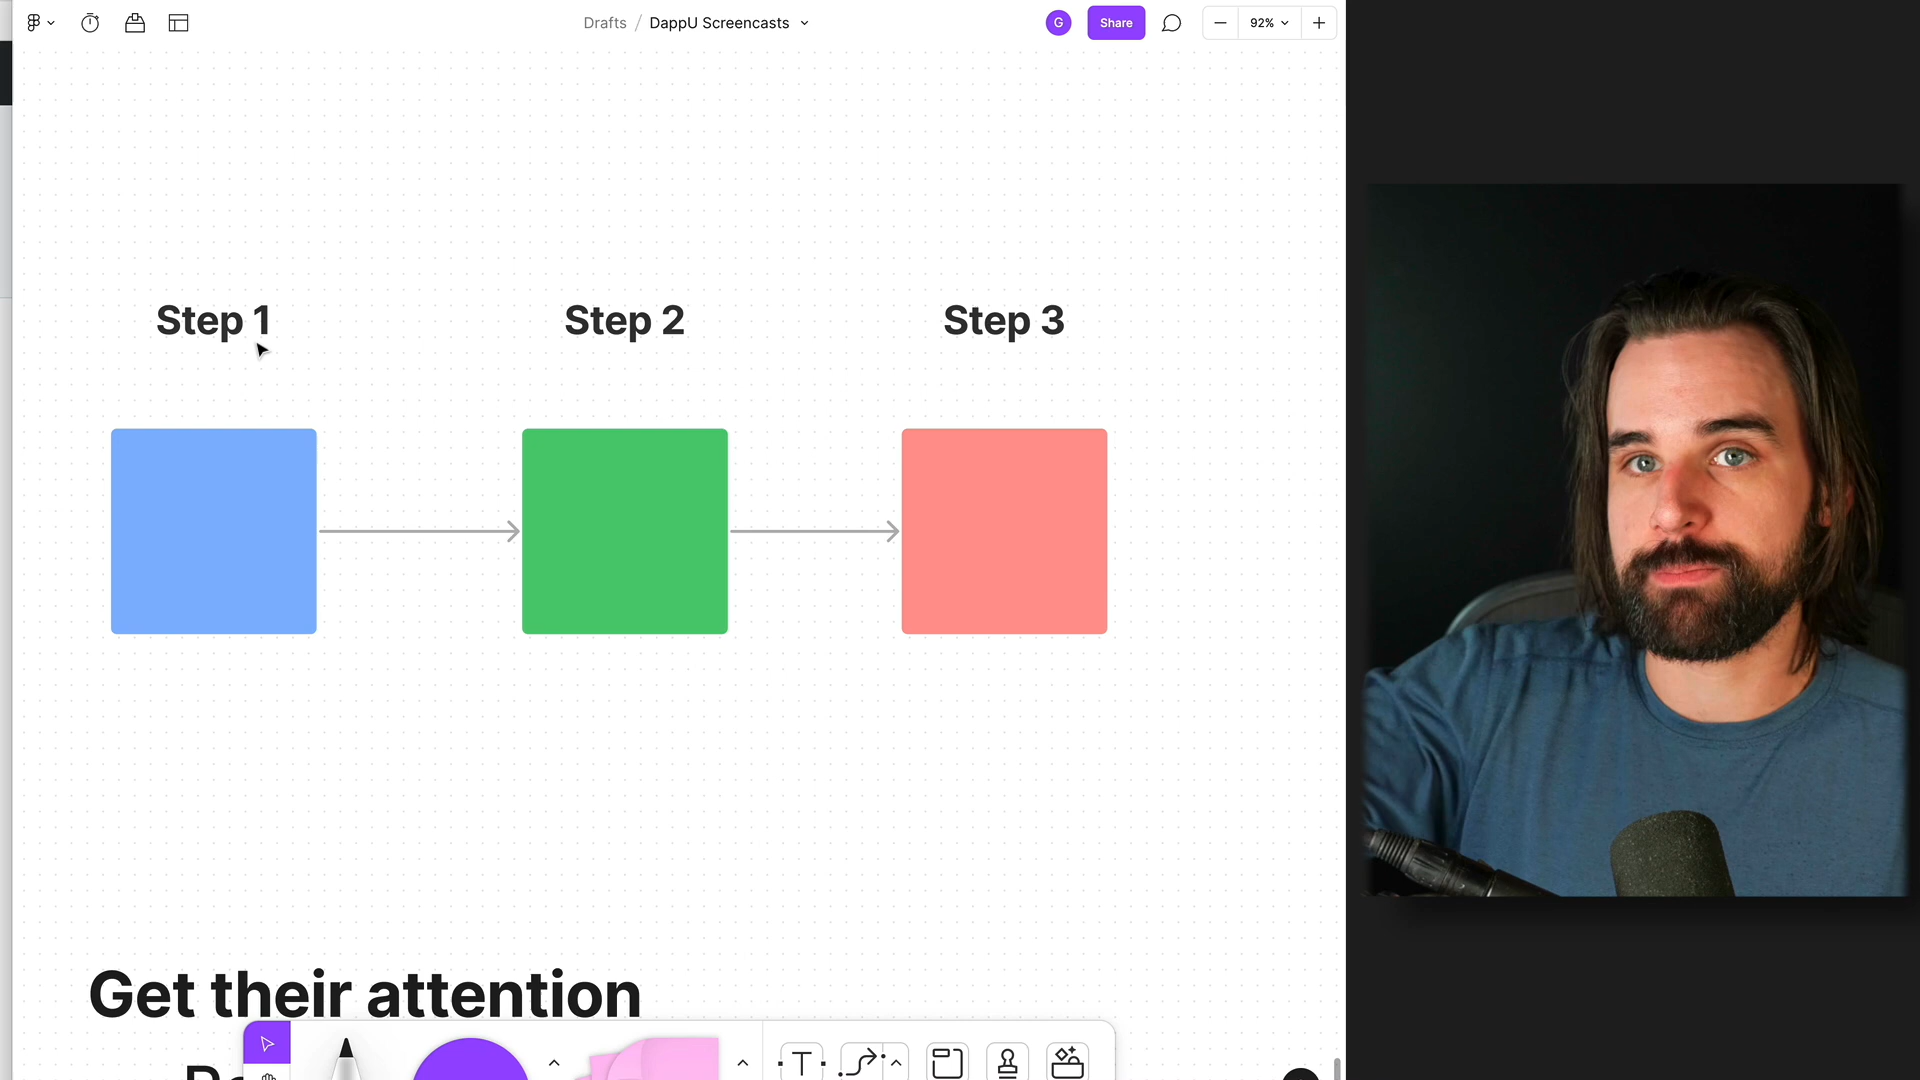 Drafts / DappU Screencasts
G
Share
92%
Step 1
Step 2
Step 3
Get their attention
T